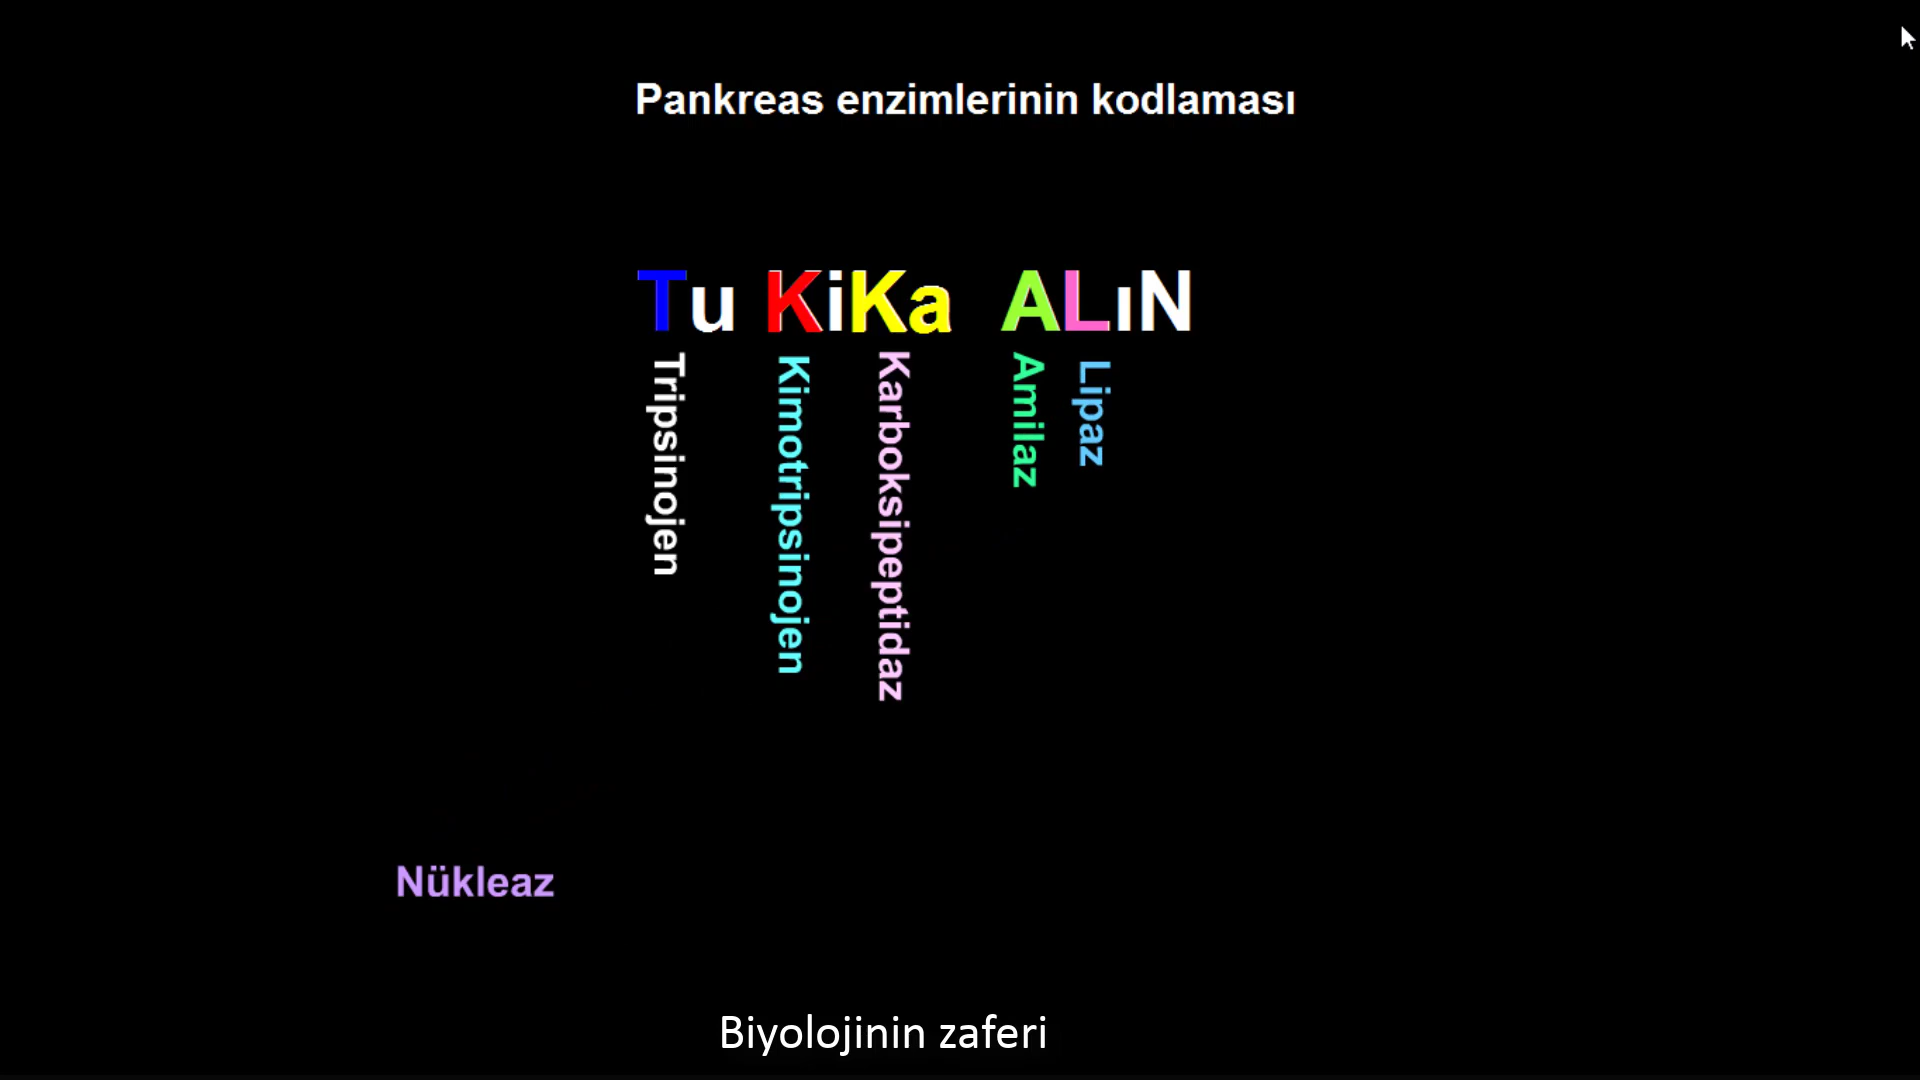 Pankreas enzimlerinin kodlaması
Tu KiKa ALıN
Tripsinojen
Kimotripsinojen
Karboksipeptidaz
Amilaz
Lipaz
Nükleaz
Biyolojinin zaferi